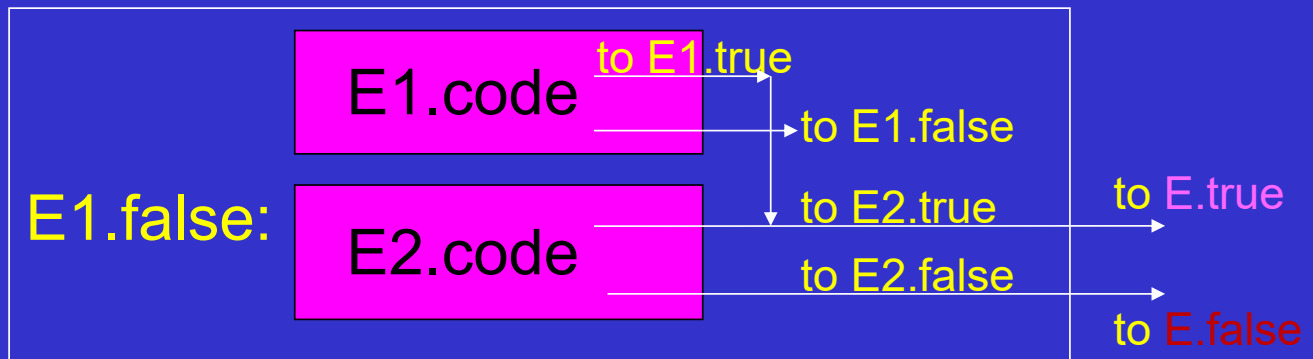 to E1.true
E1.code
to E1.false
to E.true
E1.false:
to E2.true
E2.code
to E2.false
to E.false